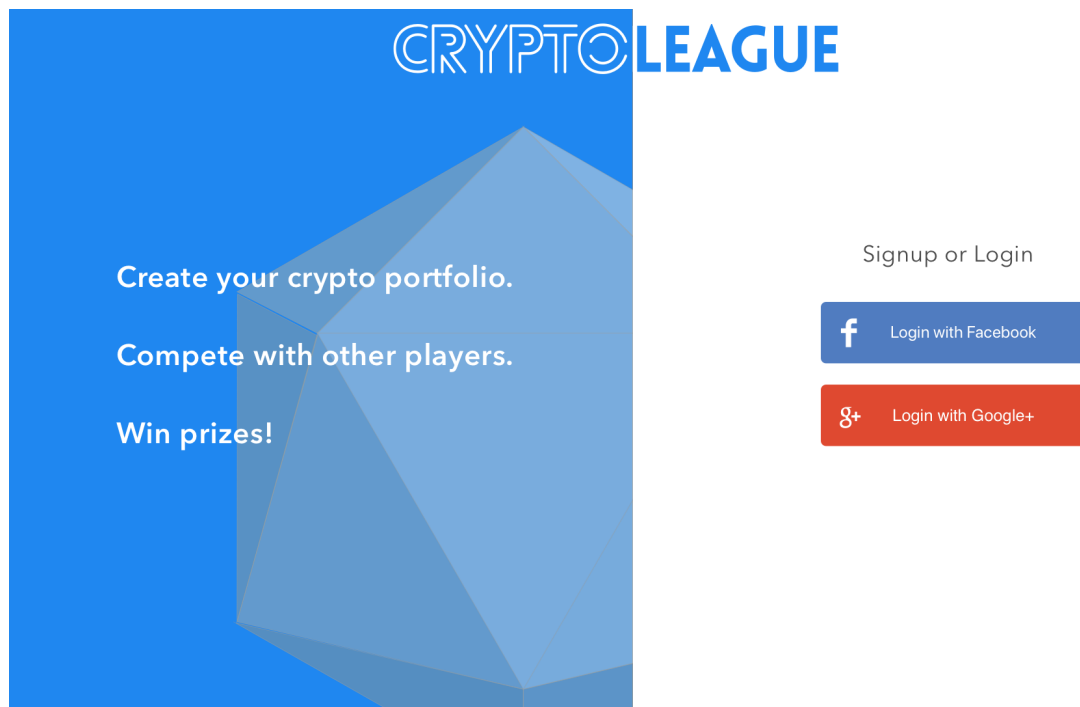 CRYPTOLEAGUE
Create your crypto portfolio.
Compete with other players.
Win prizes!
Signup or Login
f Login with Facebook
g+ Login with Google+